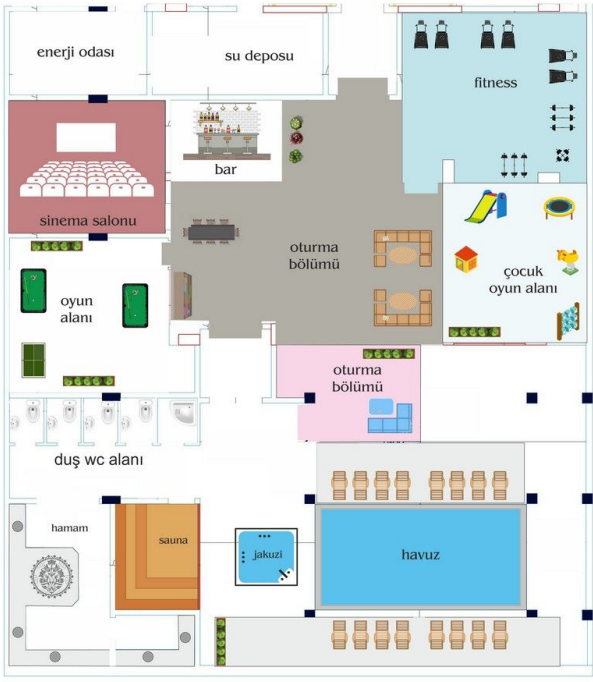 enerji odası
su deposu
fitness
bar
sinema salonu
oturma
bölümü
çocuk
oyun alanı
oyun
alanı
oturma
bölümü
duş wc alanı
hamam
sauna
jakuzi
havuz